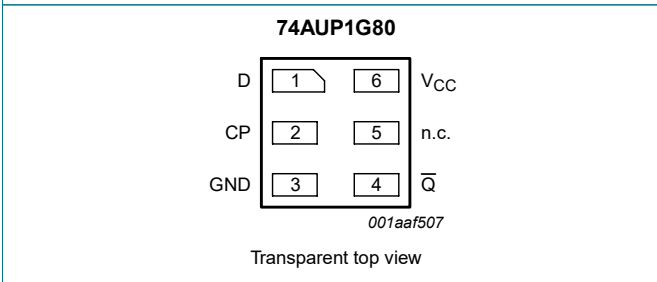 74AUP1G80
D 1 6 VCC
CP 2 5 n.c.
GND 3 4 Q̅
001aaf507
Transparent top view